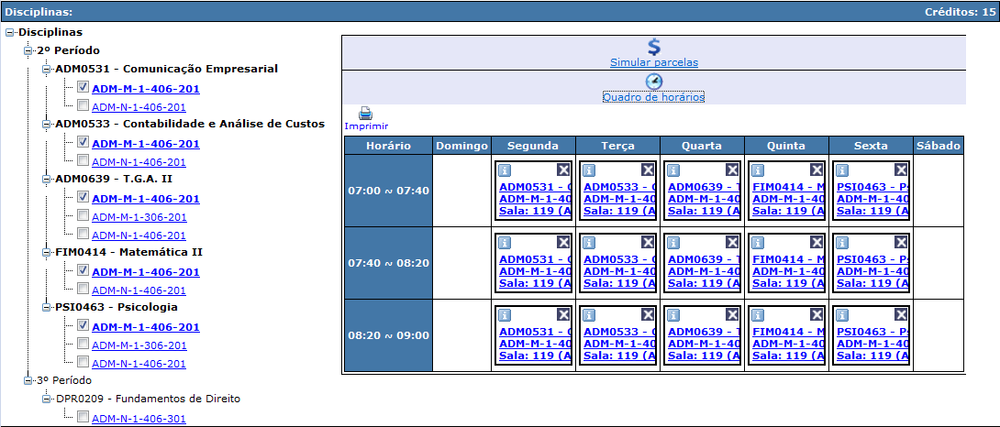 Disciplinas: Créditos: 15
Disciplinas
2º Período
ADM0531 - Comunicação Empresarial
ADM-M-1-406-201
ADM-N-1-406-201
ADM0533 - Contabilidade e Análise de Custos
ADM-M-1-406-201
ADM-N-1-406-201
ADM0639 - T.G.A. II
ADM-M-1-406-201
ADM-M-1-306-201
ADM-N-1-406-201
FIM0414 - Matemática II
ADM-M-1-406-201
ADM-N-1-406-201
PSI0463 - Psicologia
ADM-M-1-406-201
ADM-M-1-306-201
ADM-N-1-406-201
3º Período
DPR0209 - Fundamentos de Direito
ADM-N-1-406-301
Simular parcelas
Quadro de horários
Imprimir
Horário Domingo Segunda Terça Quarta Quinta Sexta Sábado
07:00 ~ 07:40
ADM0531 - ADM0533 - ADM0639 - T FIM0414 - M PSI0463 - Ps
ADM-M-1-40 ADM-M-1-40 ADM-M-1-40 ADM-M-1-40 ADM-M-1-40
Sala: 119 (A Sala: 119 (A Sala: 119 (A Sala: 119 (A Sala: 119 (A
07:40 ~ 08:20
ADM0531 - ADM0533 - ADM0639 - T FIM0414 - M PSI0463 - Ps
ADM-M-1-40 ADM-M-1-40 ADM-M-1-40 ADM-M-1-40 ADM-M-1-40
Sala: 119 (A Sala: 119 (A Sala: 119 (A Sala: 119 (A Sala: 119 (A
08:20 ~ 09:00
ADM0531 - ADM0533 - ADM0639 - T FIM0414 - M PSI0463 - Ps
ADM-M-1-40 ADM-M-1-40 ADM-M-1-40 ADM-M-1-40 ADM-M-1-40
Sala: 119 (A Sala: 119 (A Sala: 119 (A Sala: 119 (A Sala: 119 (A